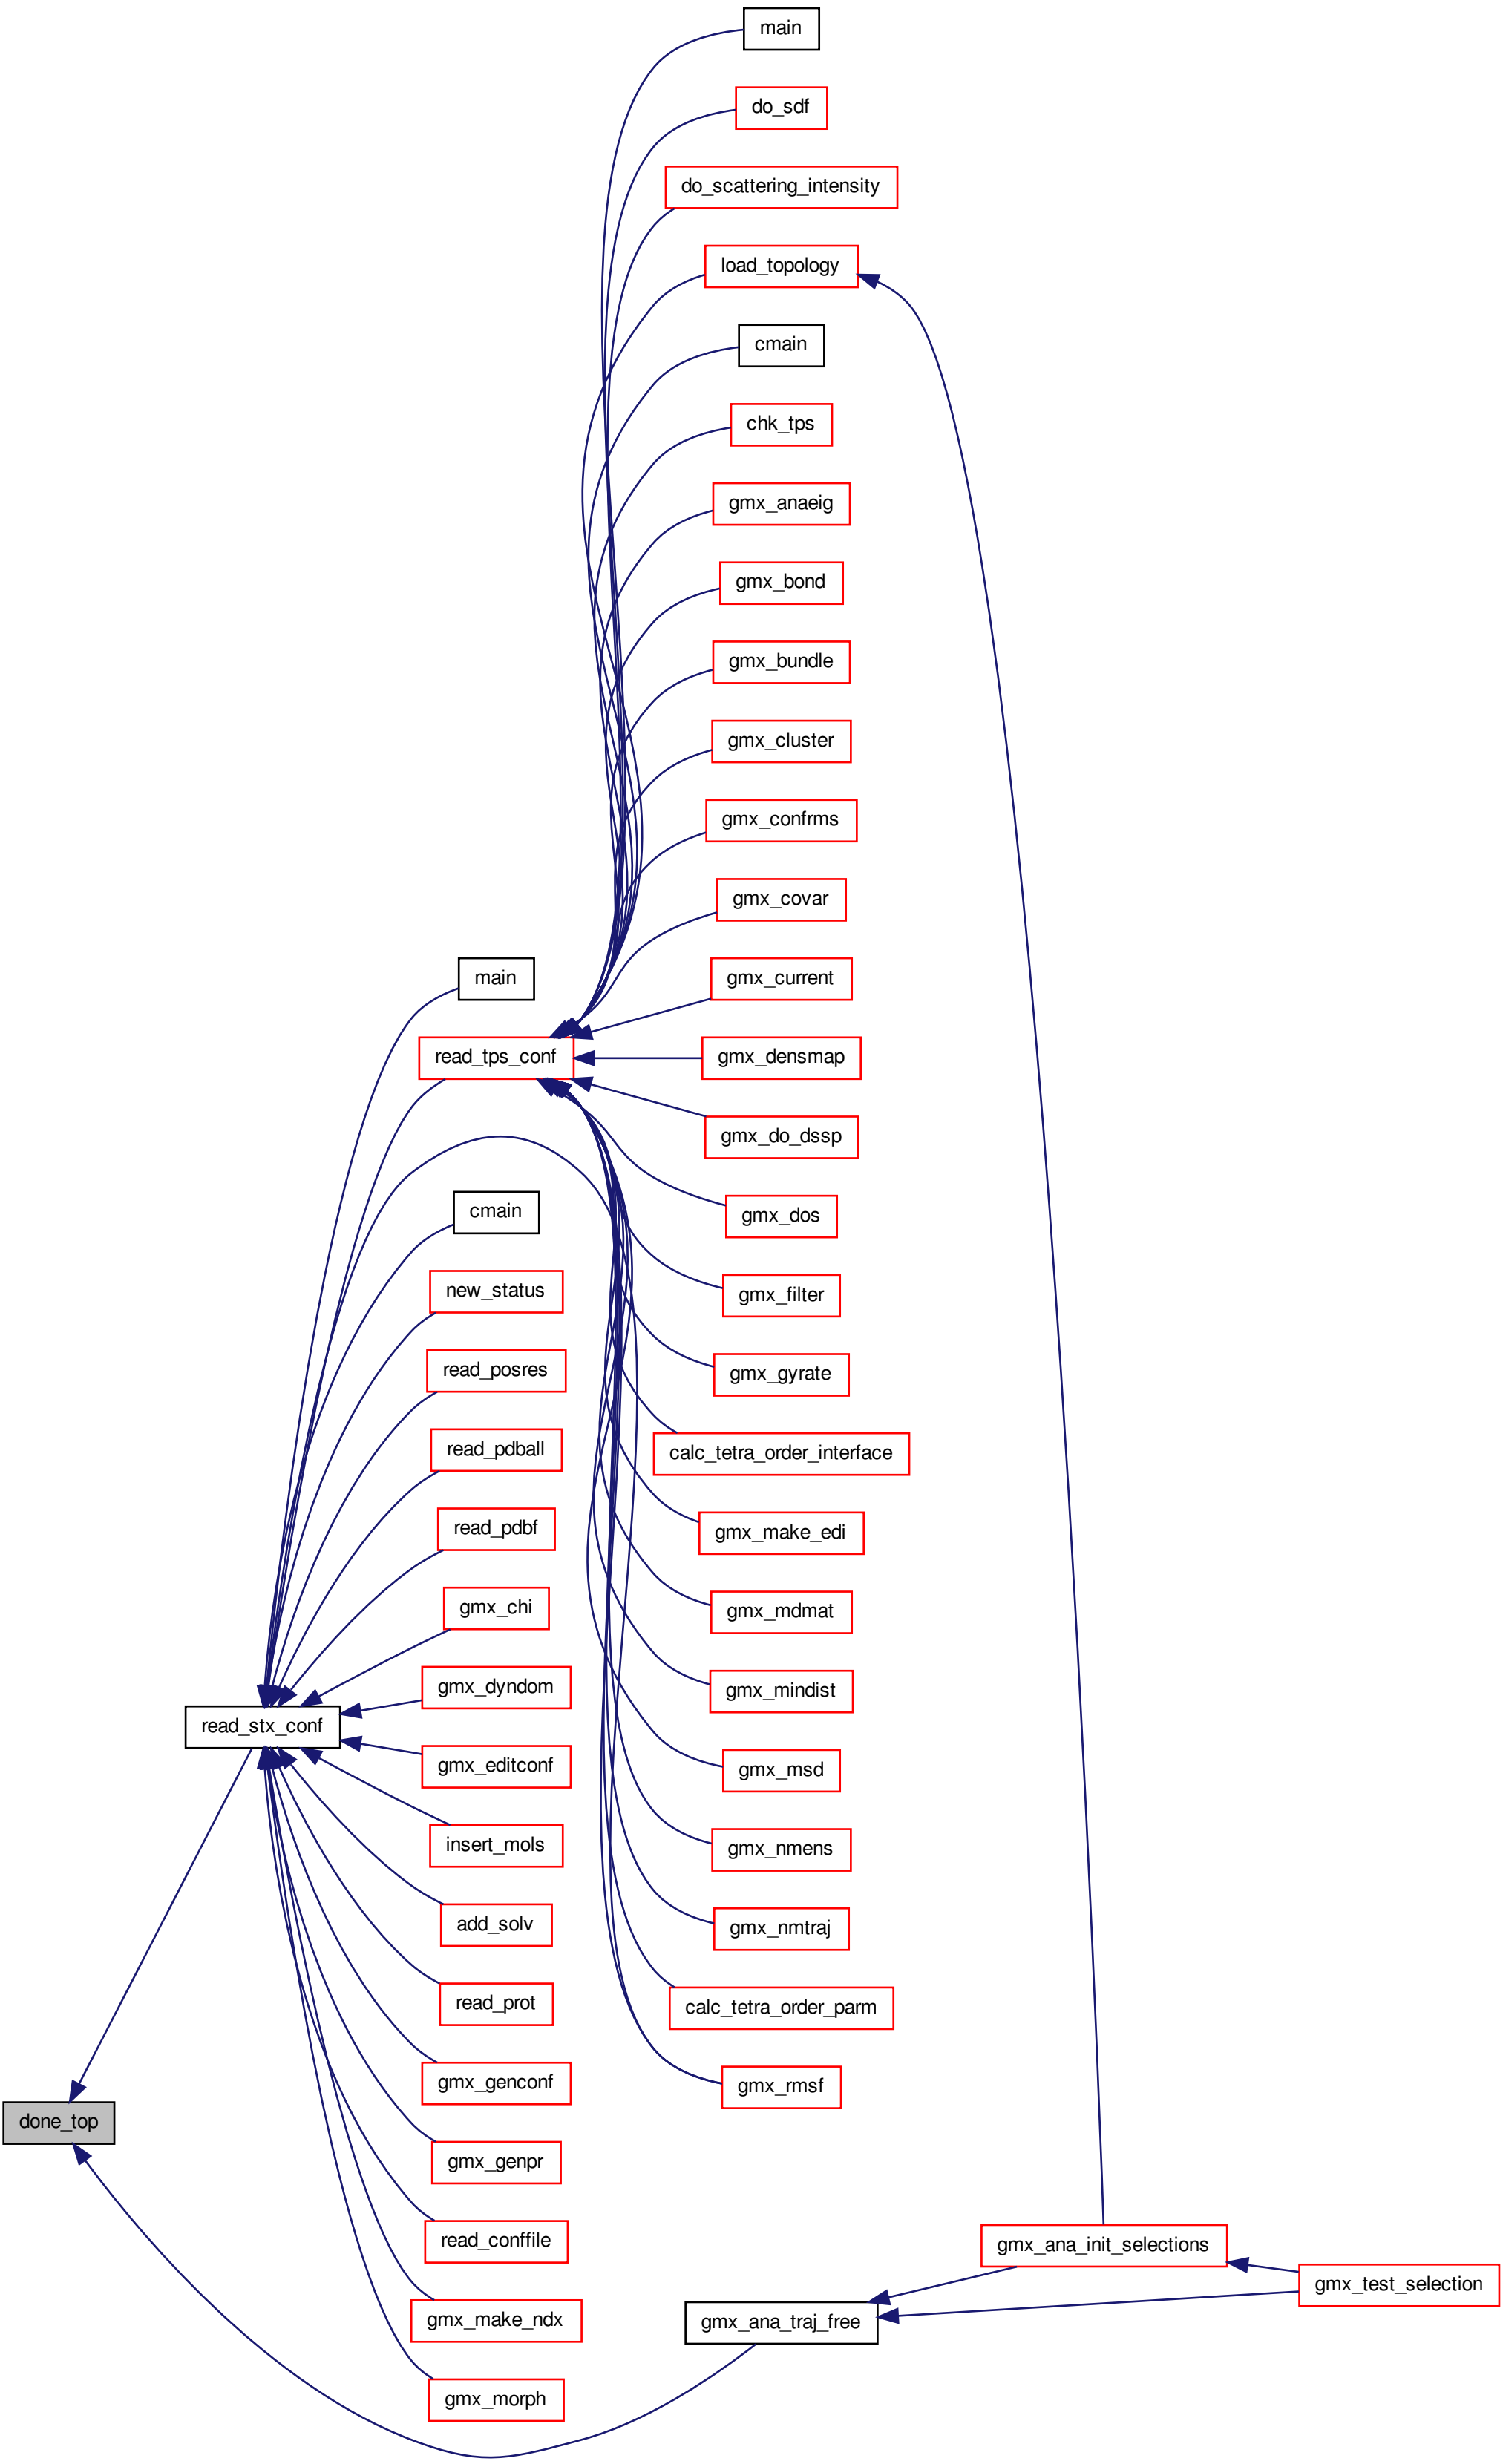 main
do_sdf
do_scattering_intensity
load_topology
cmain
chk_tps
gmx_anaeig
gmx_bond
gmx_bundle
gmx_cluster
gmx_confrms
gmx_covar
main
gmx_current
read_tps_conf
gmx_densmap
gmx_do_dssp
cmain
gmx_dos
new_status
gmx_filter
read_posres
gmx_gyrate
read_pdball
calc_tetra_order_interface
read_pdbf
gmx_make_edi
gmx_chi
gmx_mdmat
gmx_dyndom
gmx_mindist
read_stx_conf
gmx_editconf
gmx_msd
insert_mols
gmx_nmens
add_solv
gmx_nmtraj
read_prot
calc_tetra_order_parm
gmx_genconf
gmx_rmsf
done_top
gmx_genpr
read_conffile
gmx_ana_init_selections
gmx_test_selection
gmx_make_ndx
gmx_ana_traj_free
gmx_morph